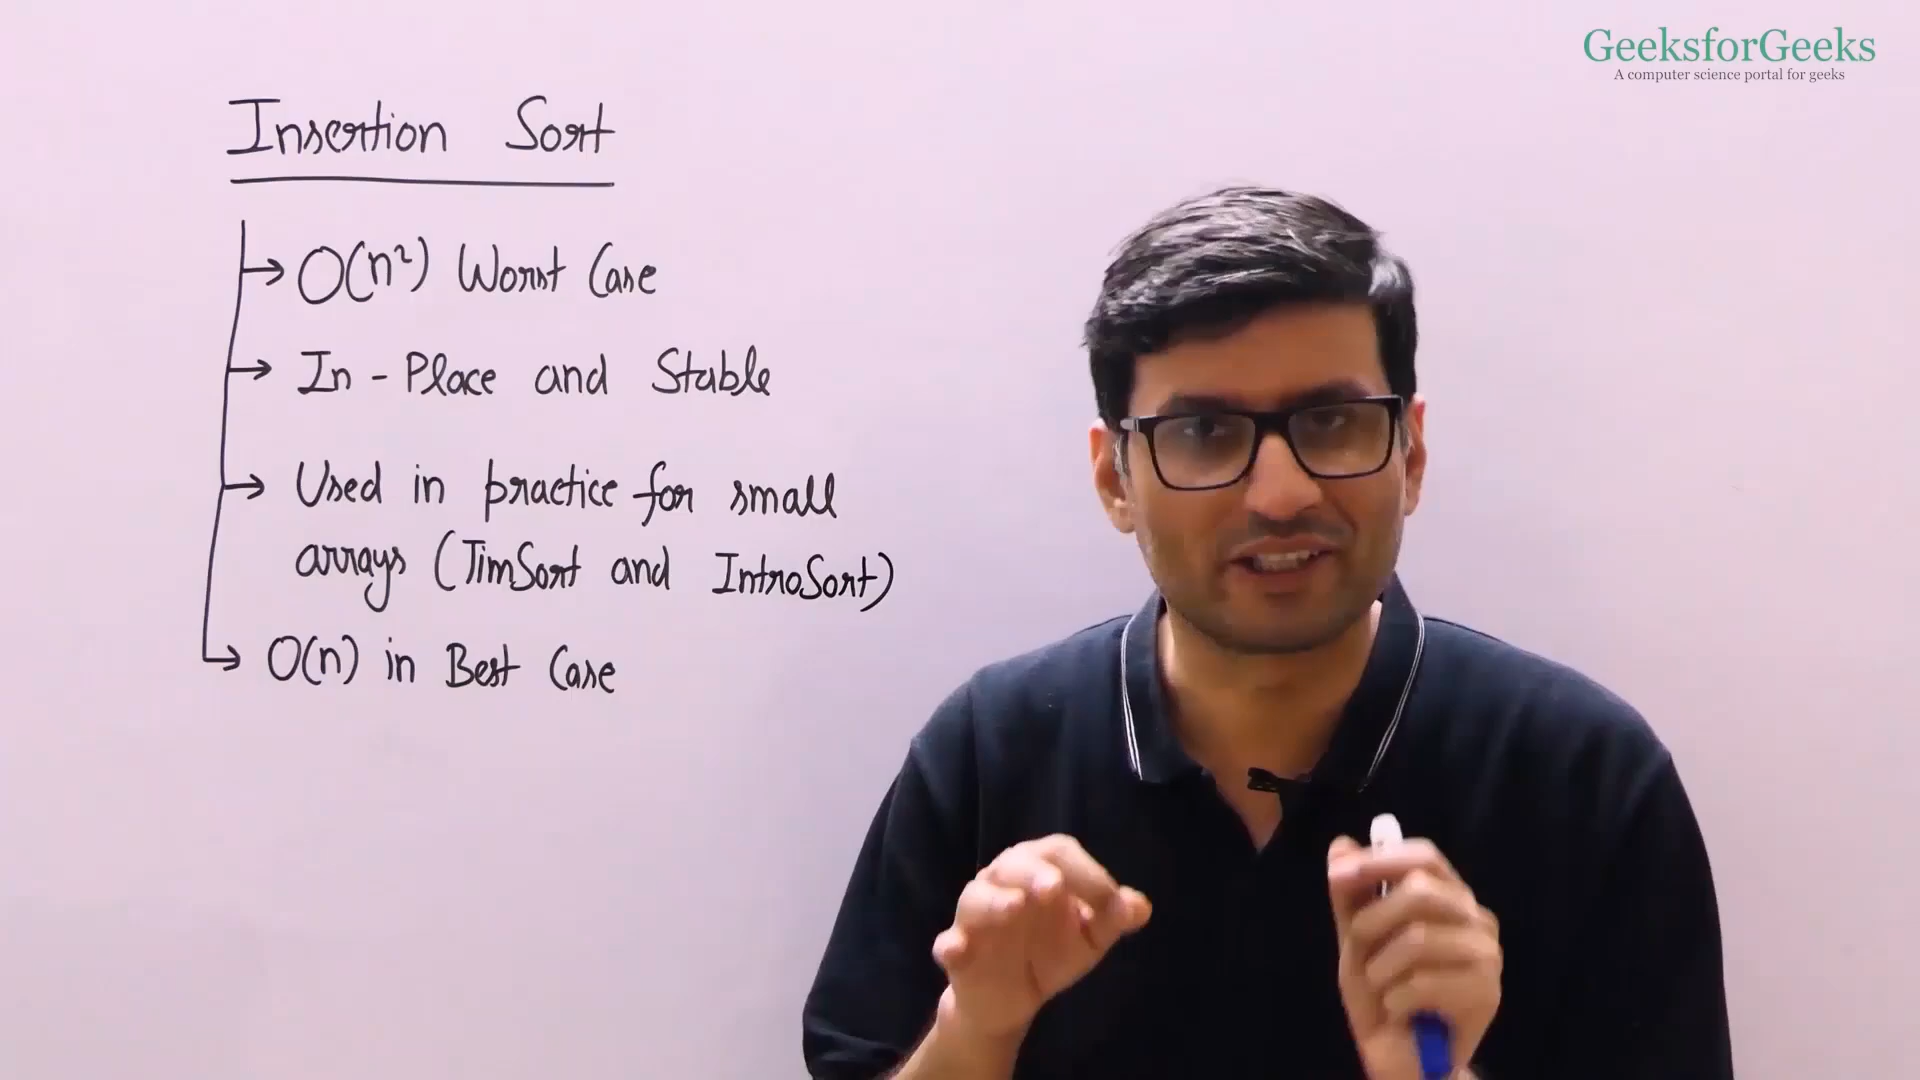 GeeksforGeeks
A computer science portal for geeks
Insertion Sort
O(n²) Worst Case
In - Place and Stable
Used in practice for small
arrays (TimSort and IntroSort)
O(n) in Best Case